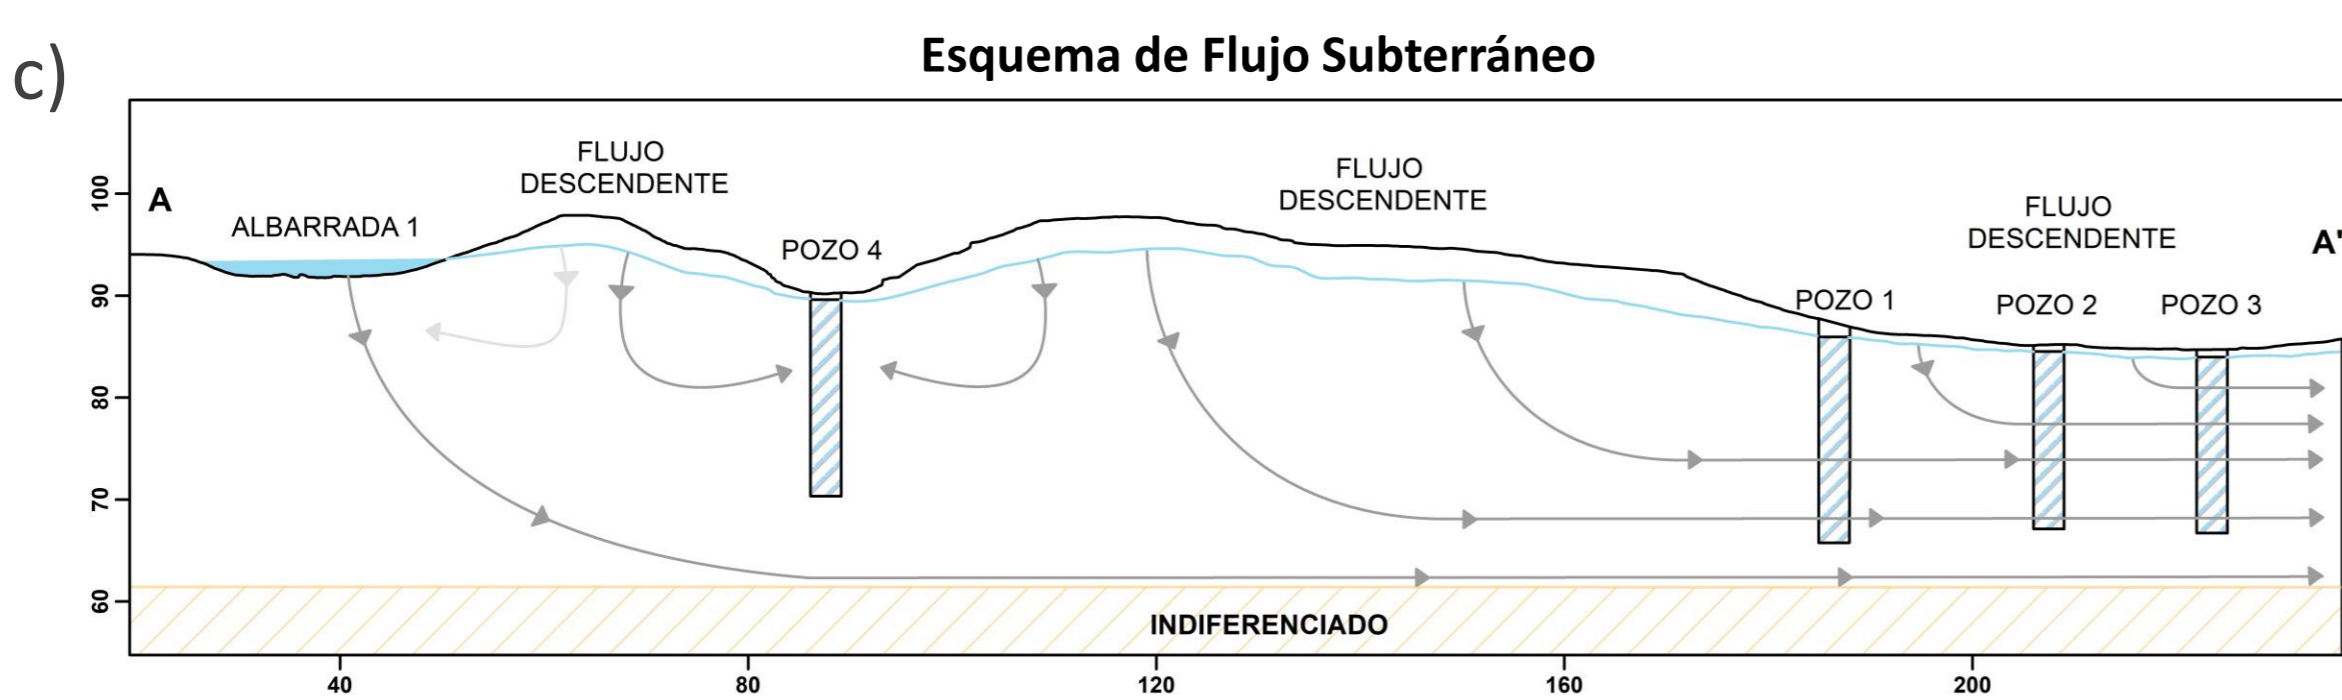 c)
Esquema de Flujo Subterráneo
FLUJO
DESCENDENTE
FLUJO
DESCENDENTE
FLUJO
DESCENDENTE
A
A'
ALBARRADA 1
POZO 4
POZO 1
POZO 2
POZO 3
100
90
80
70
60
INDIFERENCIADO
40
80
120
160
200